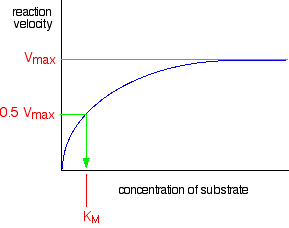 reaction
velocity
Vmax
0.5 Vmax
concentration of substrate
KM